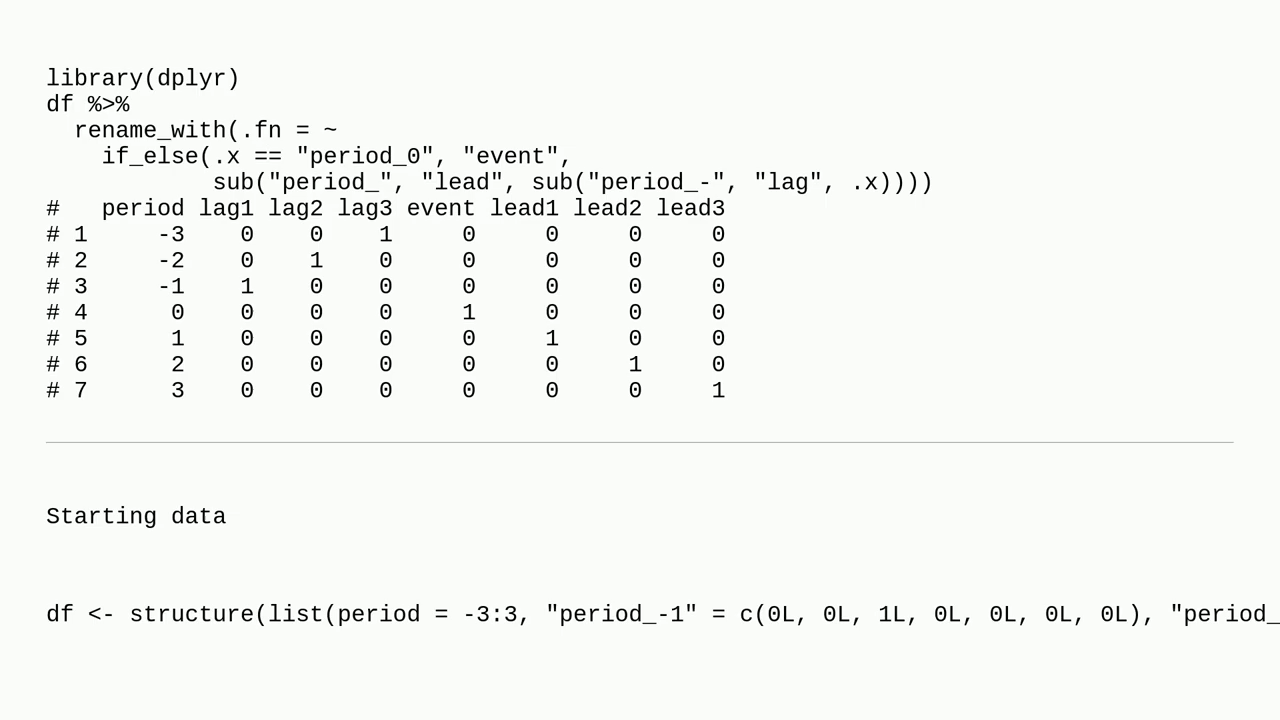 library(dplyr)
df %>%
  rename_with(.fn = ~
    if_else(.x == "period_0", "event",
            sub("period_", "lead", sub("period_-", "lag", .x))))
#   period lag1 lag2 lag3 event lead1 lead2 lead3
# 1     -3    0    0    1     0     0     0     0
# 2     -2    0    1    0     0     0     0     0
# 3     -1    1    0    0     0     0     0     0
# 4      0    0    0    0     1     0     0     0
# 5      1    0    0    0     0     1     0     0
# 6      2    0    0    0     0     0     1     0
# 7      3    0    0    0     0     0     0     1
Starting data
df <- structure(list(period = -3:3, "period_-1" = c(0L, 0L, 1L, 0L, 0L, 0L, 0L), "period_